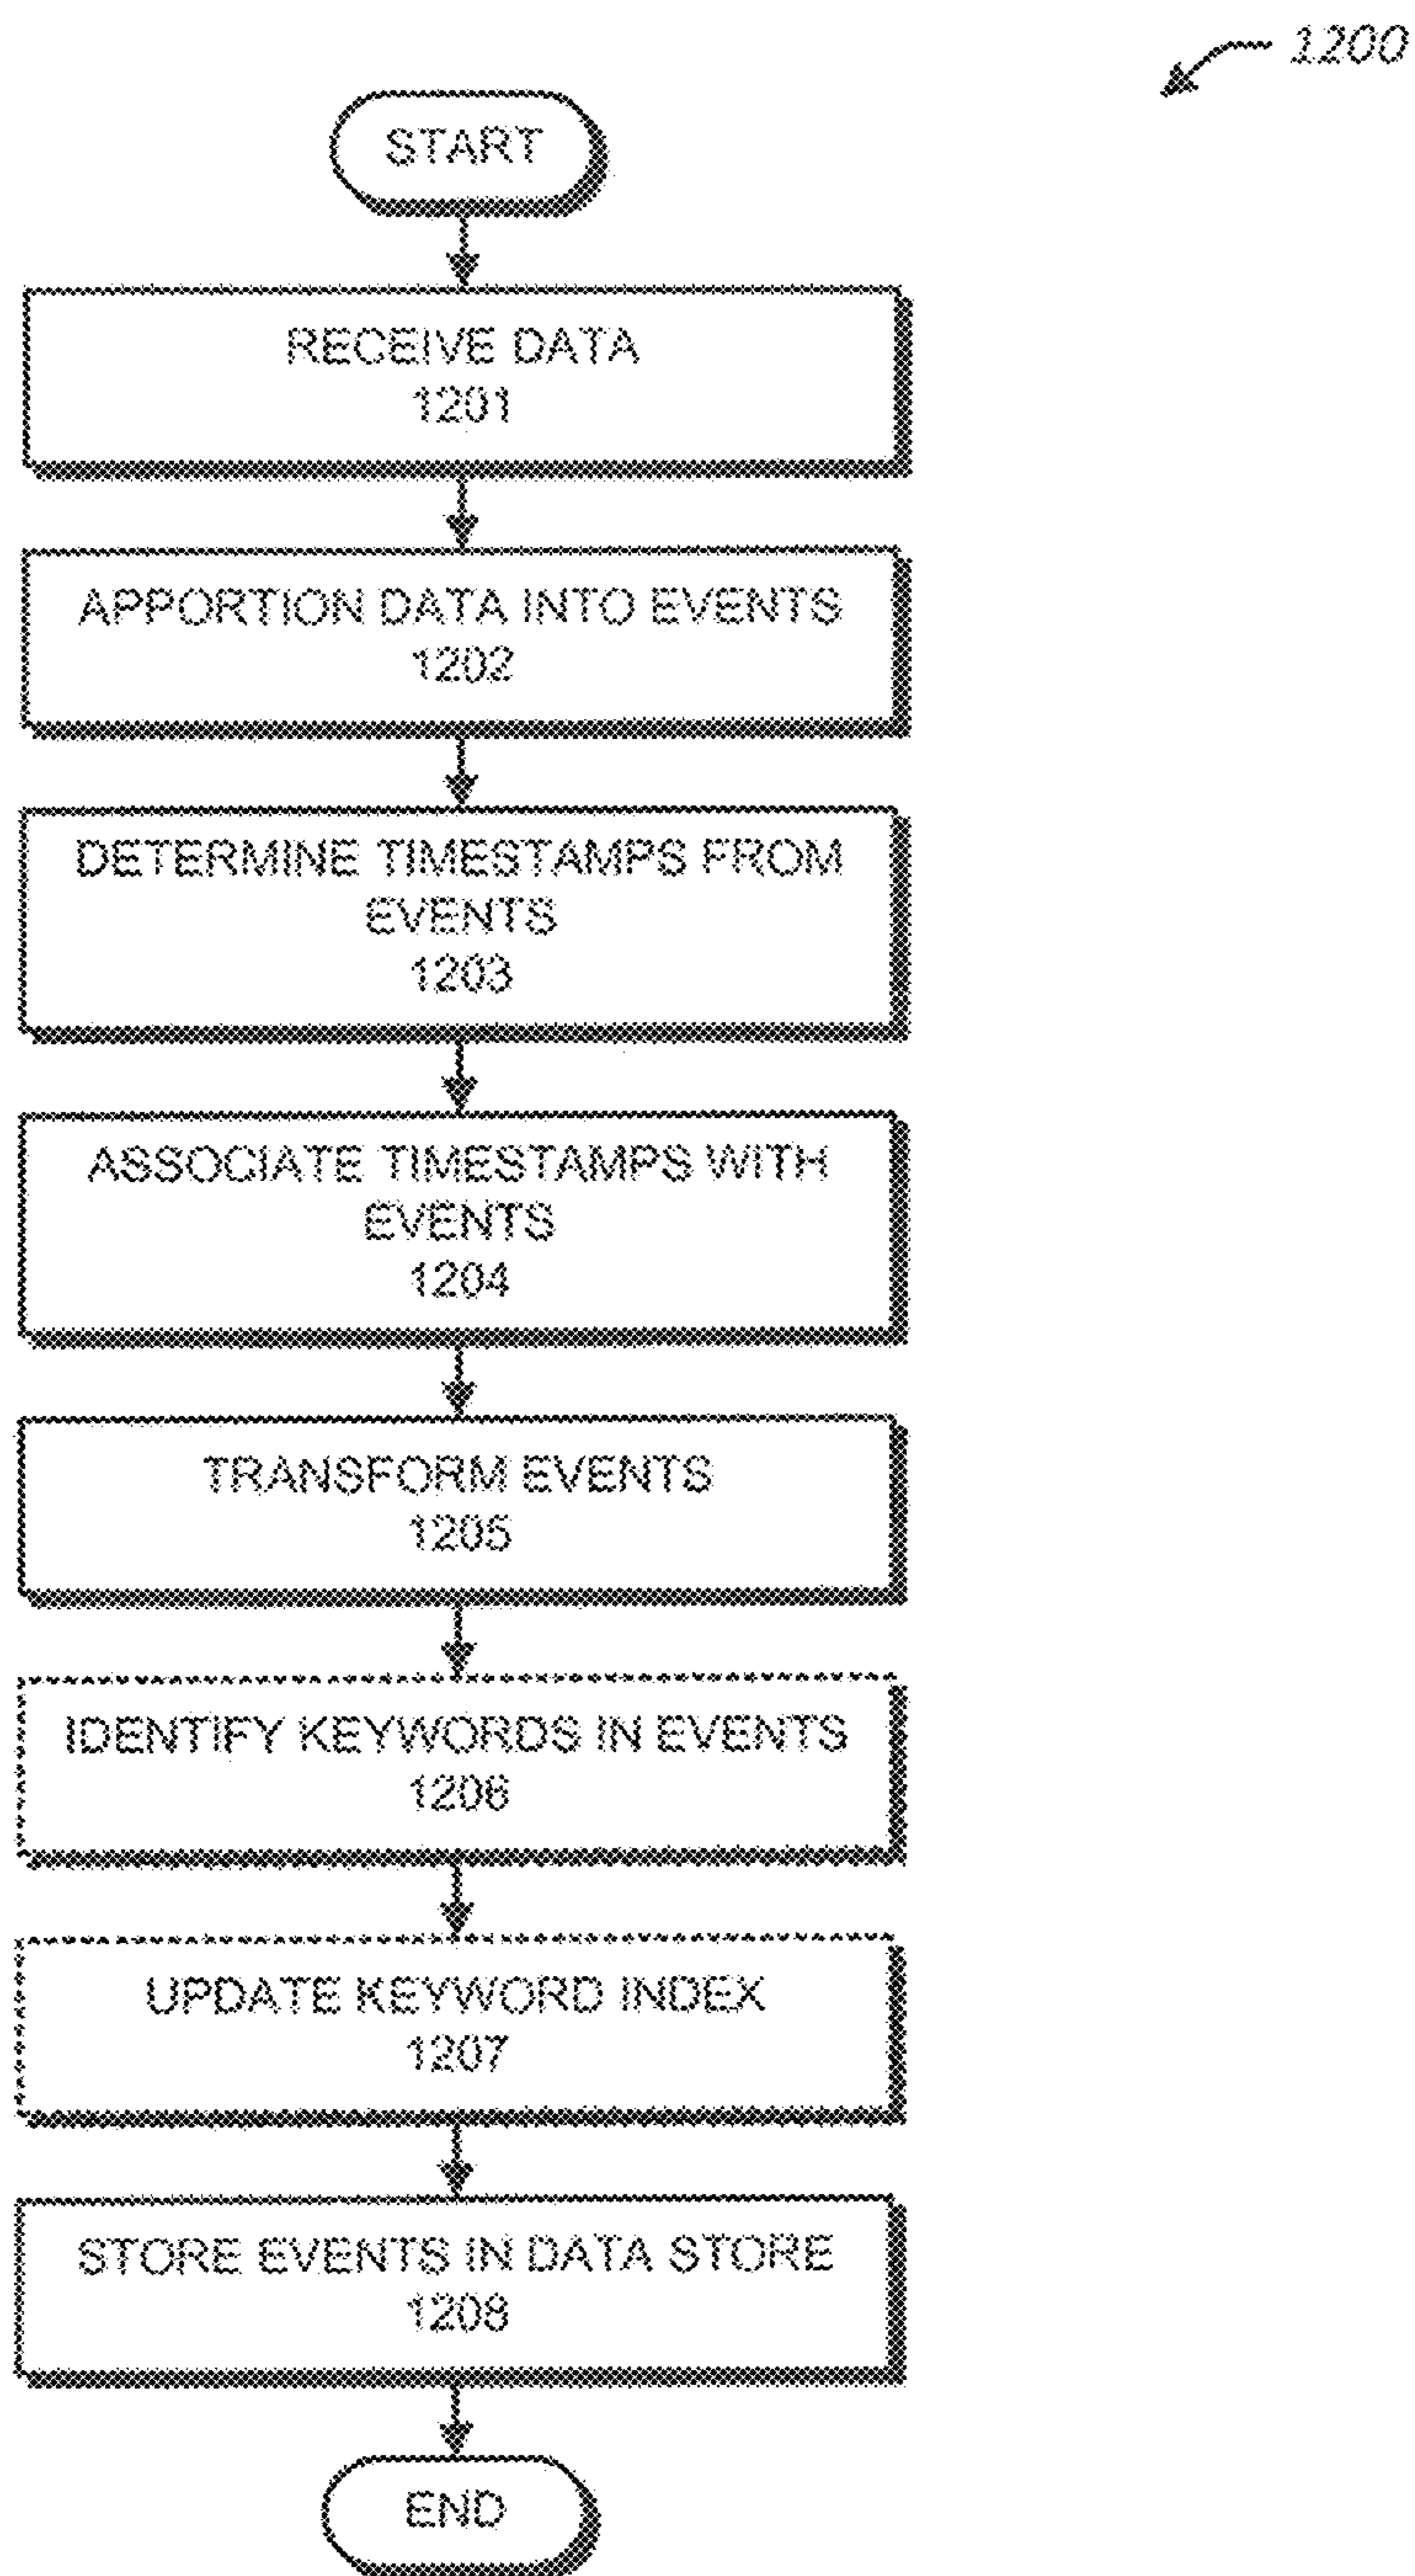 1200
START
RECEIVE DATA
1201
APPORTION DATA INTO EVENTS
1202
DETERMINE TIMESTAMPS FROM
EVENTS
1203
ASSOCIATE TIMESTAMPS WITH
EVENTS
1204
TRANSFORM EVENTS
1205
IDENTIFY KEYWORDS IN EVENTS
1206
UPDATE KEYWORD INDEX
1207
STORE EVENTS IN DATA STORE
1208
END